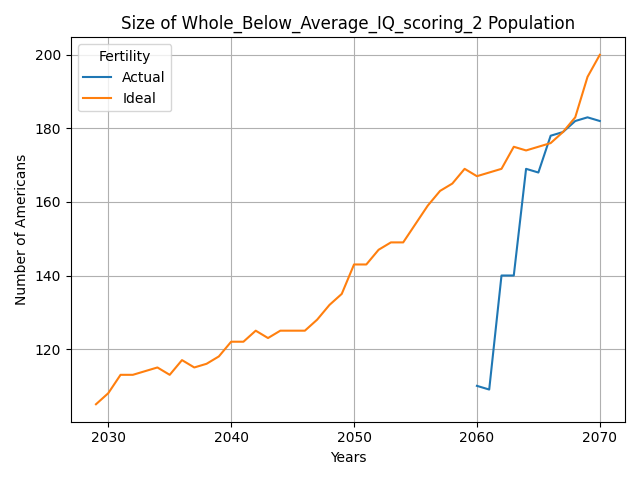 Size of Whole_Below_Average_IQ_scoring_2 Population
Fertility
Actual
Ideal
Number of Americans
200
180
160
140
120
2030 2040 2050 2060 2070
Years